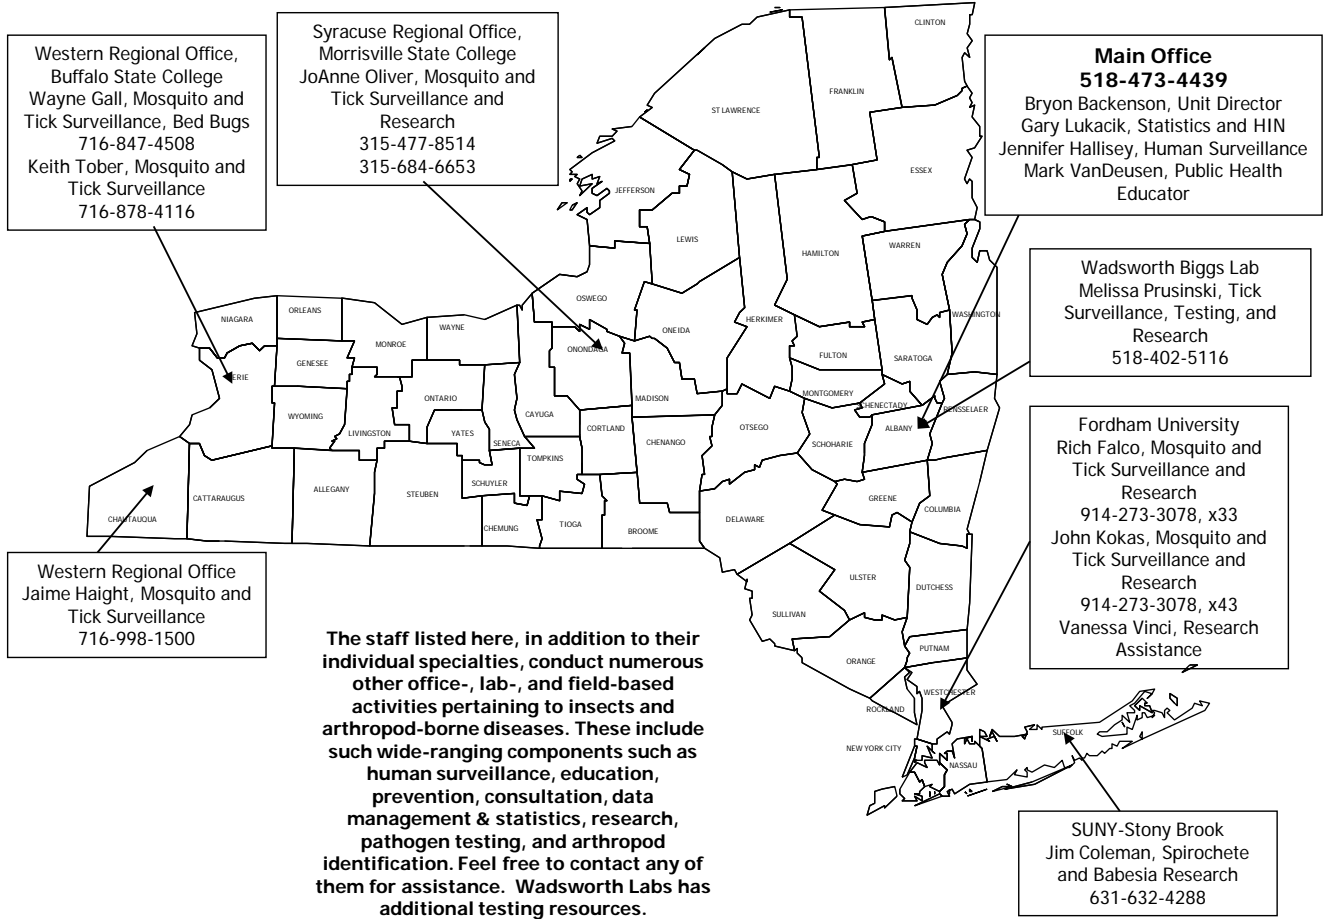 Western Regional Office,
Buffalo State College
Wayne Gall, Mosquito and
Tick Surveillance, Bed Bugs
716-847-4508
Keith Tober, Mosquito and
Tick Surveillance
716-878-4116
Syracuse Regional Office,
Morrisville State College
JoAnne Oliver, Mosquito and
Tick Surveillance and
Research
315-477-8514
315-684-6653
Main Office
518-473-4439
Bryon Backenson, Unit Director
Gary Lukacik, Statistics and HIN
Jennifer Hallisey, Human Surveillance
Mark VanDeusen, Public Health
Educator
Wadsworth Biggs Lab
Melissa Prusinski, Tick
Surveillance, Testing, and
Research
518-402-5116
Fordham University
Rich Falco, Mosquito and
Tick Surveillance and
Research
914-273-3078, x33
John Kokas, Mosquito and
Tick Surveillance and
Research
914-273-3078, x43
Vanessa Vinci, Research
Assistance
Western Regional Office
Jaime Haight, Mosquito and
Tick Surveillance
716-998-1500
SUNY-Stony Brook
Jim Coleman, Spirochete
and Babesia Research
631-632-4288
The staff listed here, in addition to their
individual specialties, conduct numerous
other office-, lab-, and field-based
activities pertaining to insects and
arthropod-borne diseases. These include
such wide-ranging components such as
human surveillance, education,
prevention, consultation, data
management & statistics, research,
pathogen testing, and arthropod
identification. Feel free to contact any of
them for assistance.  Wadsworth Labs has
additional testing resources.
CLINTON
FRANKLIN
ST LAWRENCE
ESSEX
JEFFERSON
LEWIS
HAMILTON
WARREN
OSWEGO
ONEIDA
HERKIMER
WASHINGTON
NIAGARA
ORLEANS
MONROE
WAYNE
ONONDAGA
FULTON
SARATOGA
GENESEE
ERIE
WYOMING
LIVINGSTON
ONTARIO
YATES
SENECA
CAYUGA
MADISON
CORTLAND
CHENANGO
OTSEGO
MONTGOMERY
SCHENECTADY
SCHOHARIE
ALBANY
RENSSELAER
CHAUTAUQUA
CATTARAUGUS
ALLEGANY
STEUBEN
SCHUYLER
TOMPKINS
CHEMUNG
TIOGA
BROOME
DELAWARE
GREENE
COLUMBIA
ULSTER
DUTCHESS
SULLIVAN
ORANGE
PUTNAM
WESTCHESTER
ROCKLAND
NEW YORK CITY
NASSAU
SUFFOLK